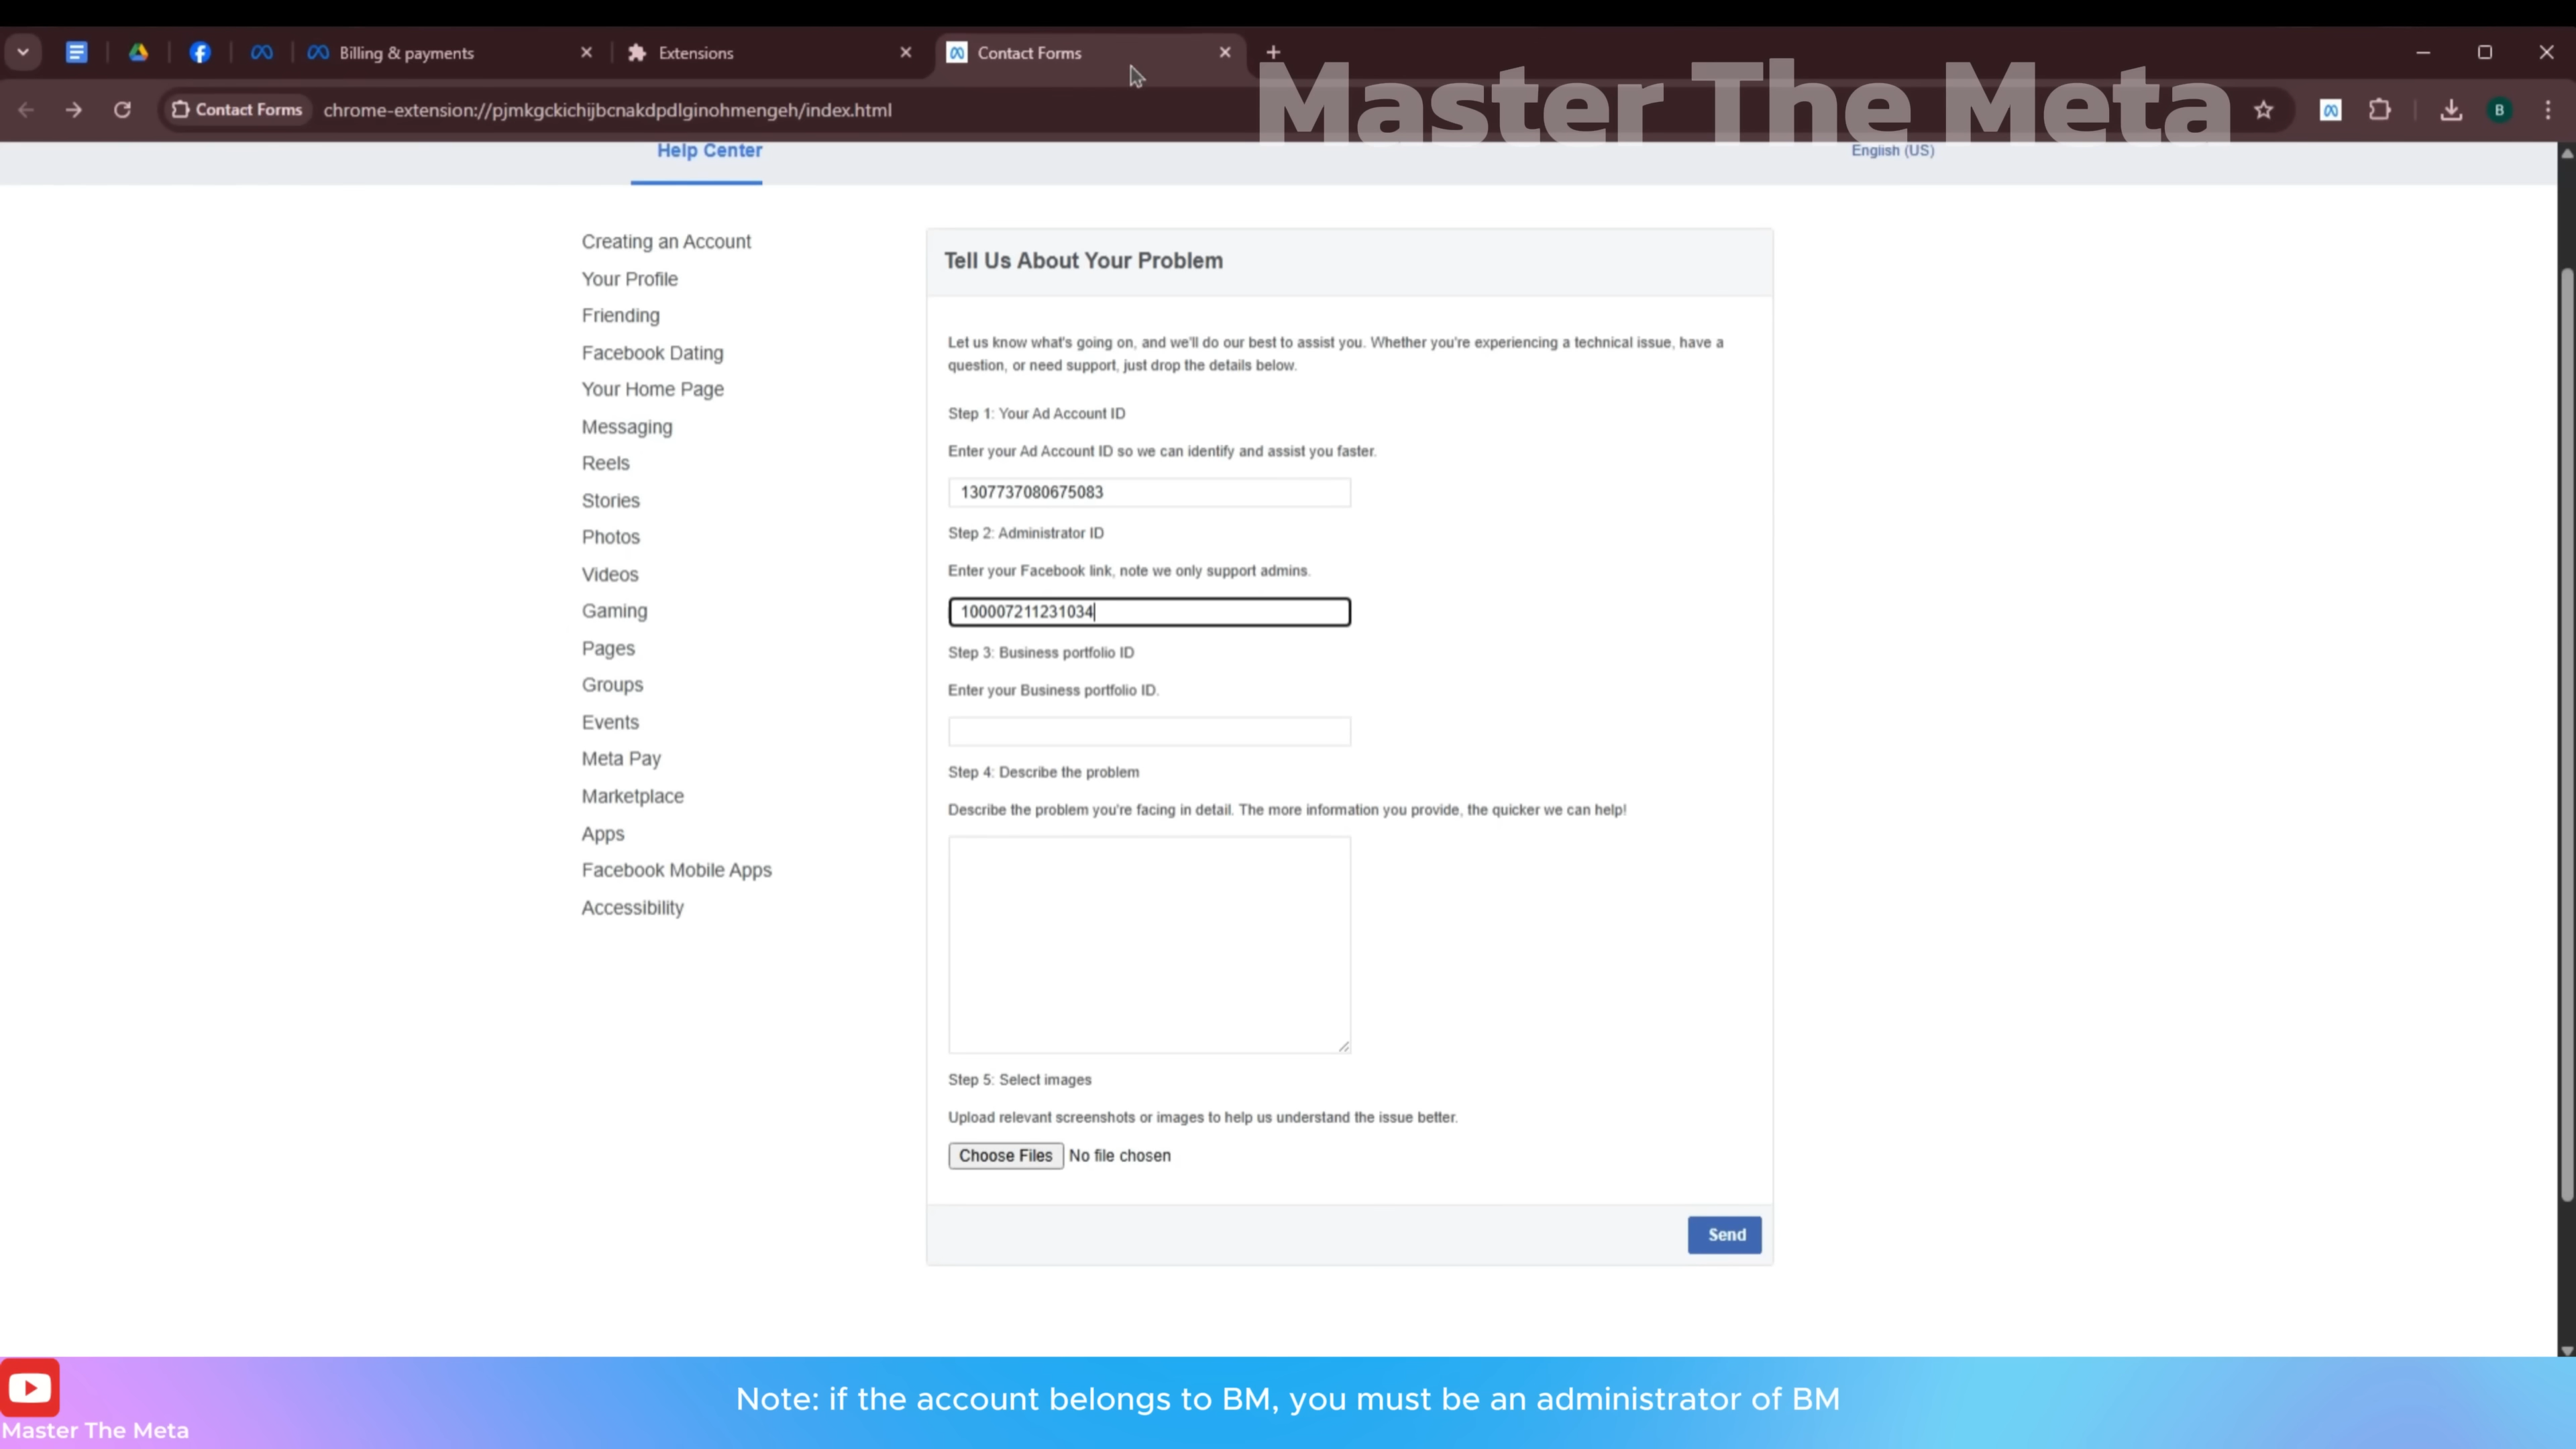 Billing & payments
Extensions
Contact Forms
Contact Forms
chrome-extension://pjmkgckichijbcnakdpdlginohmengeh/index.html
Master The Meta
B
Help Center
English (US)
Creating an Account
Your Profile
Friending
Facebook Dating
Your Home Page
Messaging
Reels
Stories
Photos
Videos
Gaming
Pages
Groups
Events
Meta Pay
Marketplace
Apps
Facebook Mobile Apps
Accessibility
Tell Us About Your Problem
Let us know what's going on, and we'll do our best to assist you. Whether you're experiencing a technical issue, have a
question, or need support, just drop the details below.
Step 1: Your Ad Account ID
Enter your Ad Account ID so we can identify and assist you faster.
1307737080675083
Step 2: Administrator ID
Enter your Facebook link, note we only support admins.
100007211231034
Step 3: Business portfolio ID
Enter your Business portfolio ID.
Step 4: Describe the problem
Describe the problem you're facing in detail. The more information you provide, the quicker we can help!
Step 5: Select images
Upload relevant screenshots or images to help us understand the issue better.
Choose Files No file chosen
Send
Note: if the account belongs to BM, you must be an administrator of BM
Master The Meta